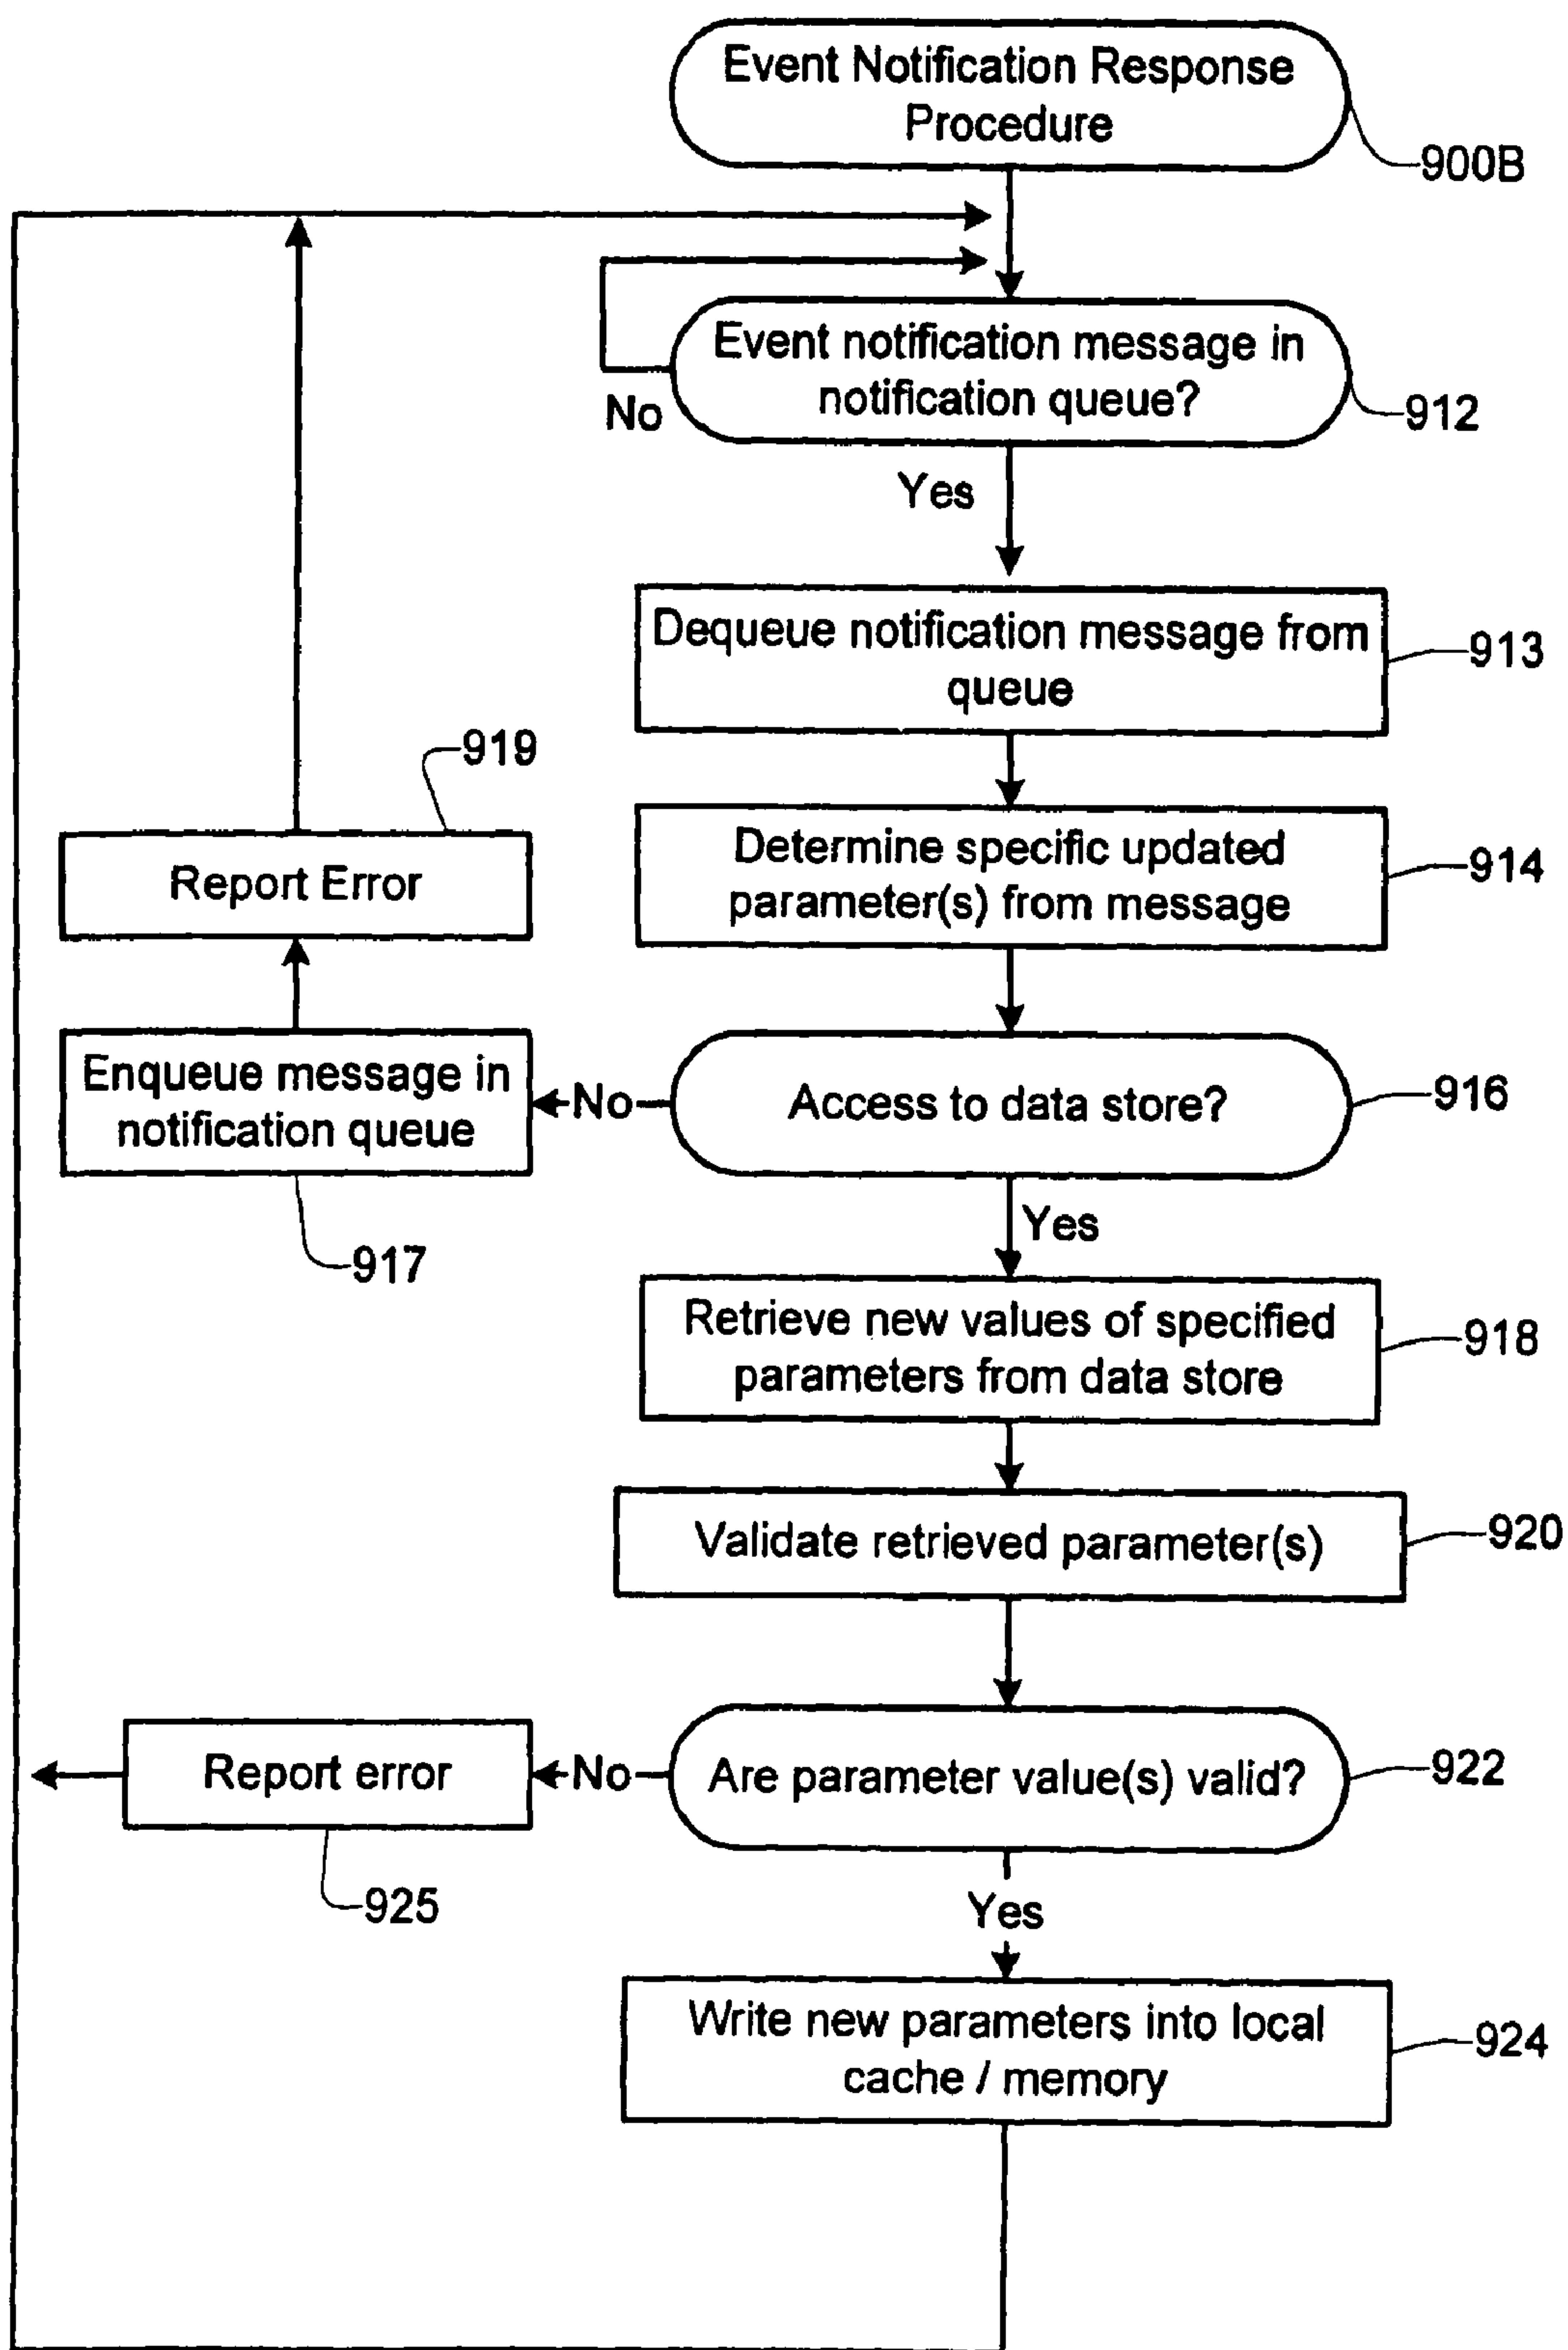 Event Notification Response
Procedure
900B
Event notification message in
notification queue?
912
No
Yes
Dequeue notification message from
queue
913
919
Report Error
Determine specific updated
parameter(s) from message
914
Enqueue message in
notification queue
No
Access to data store?
916
917
Yes
Retrieve new values of specified
parameters from data store
918
Validate retrieved parameter(s)
920
Report error
No
Are parameter value(s) valid?
922
925
Yes
Write new parameters into local
cache / memory
924